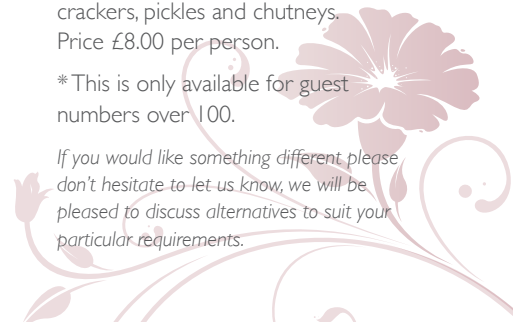 crackers, pickles and chutneys.
Price £8.00 per person.
* This is only available for guest
numbers over 100.
If you would like something different please
don't hesitate to let us know, we will be
pleased to discuss alternatives to suit your
particular requirements.